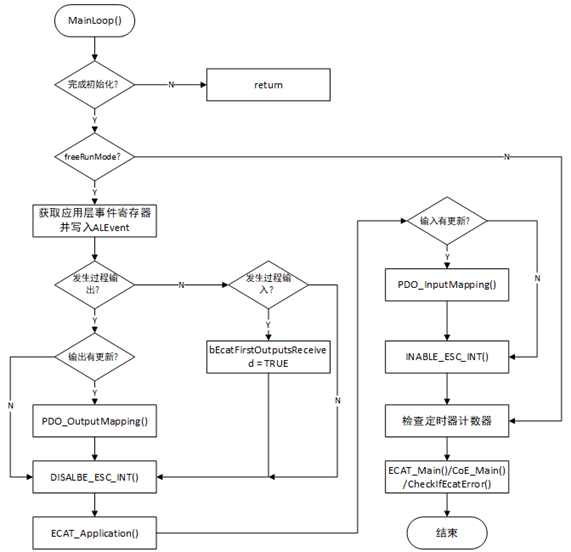 MainLoop()
完成初始化?
N
return
Y
freeRunMode?
N
Y
获取应用层事件寄存器
并写入ALEvent
发生过程输
出?
N
发生过程输
入?
Y
Y
N
输出有更新?
bEcatFirstOutputsReceive
d = TRUE
N
Y
PDO_OutputMapping()
DISALBE_ESC_INT()
ECAT_Application()
输入有更新?
Y
N
PDO_InputMapping()
INABLE_ESC_INT()
检查定时器计数器
ECAT_Main()/CoE_Main()
/CheckIfEcatError()
结束